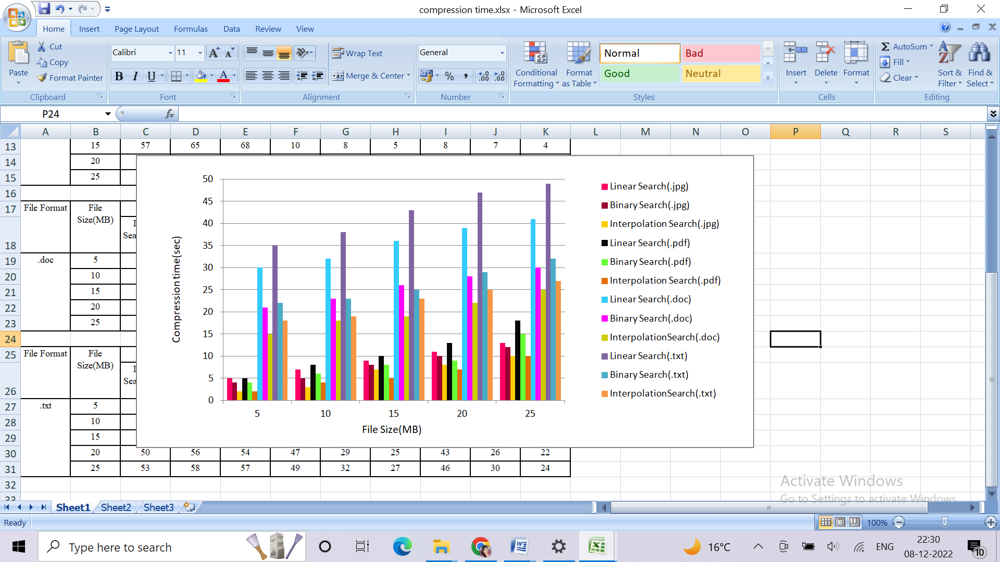 compression time.xlsx - Microsoft Excel
Home Insert Page Layout Formulas Data Review View
Paste
Cut
Copy
Format Painter
Clipboard
Calibri 11
B I U
Font
Wrap Text
Merge & Center
Alignment
General
Number
Conditional Formatting
Format as Table
Normal Bad
Good Neutral
Styles
Insert Delete Format
Cells
AutoSum
Fill
Clear
Sort & Filter
Find & Select
Editing
P24 fx
A B C D E F G H I J K L M N O P Q R S
13 15 57 65 68 10 8 5 8 7 4
14 20
15 25
16
17 File Format File Size(MB)
18 Sea
19 .doc 5
20 10
21 15
22 20
23 25
24
25 File Format File Size(MB)
26 Sea
27 .txt 5
28 10
29 15
30 20 50 56 54 47 29 25 43 26 22
31 25 53 58 57 49 32 27 46 30 24
32
33
Compression time(sec)
50
45
40
35
30
25
20
15
10
5
0
5 10 15 20 25
File Size(MB)
Linear Search(.jpg)
Binary Search(.jpg)
Interpolation Search(.jpg)
Linear Search(.pdf)
Binary Search(.pdf)
Interpolation Search(.pdf)
Linear Search(.doc)
Binary Search(.doc)
InterpolationSearch(.doc)
Linear Search(.txt)
Binary Search(.txt)
InterpolationSearch(.txt)
Activate Windows
Go to Settings to activate Windows.
Sheet1 Sheet2 Sheet3
Ready 100%
Type here to search
16°C ENG
22:30
08-12-2022
10